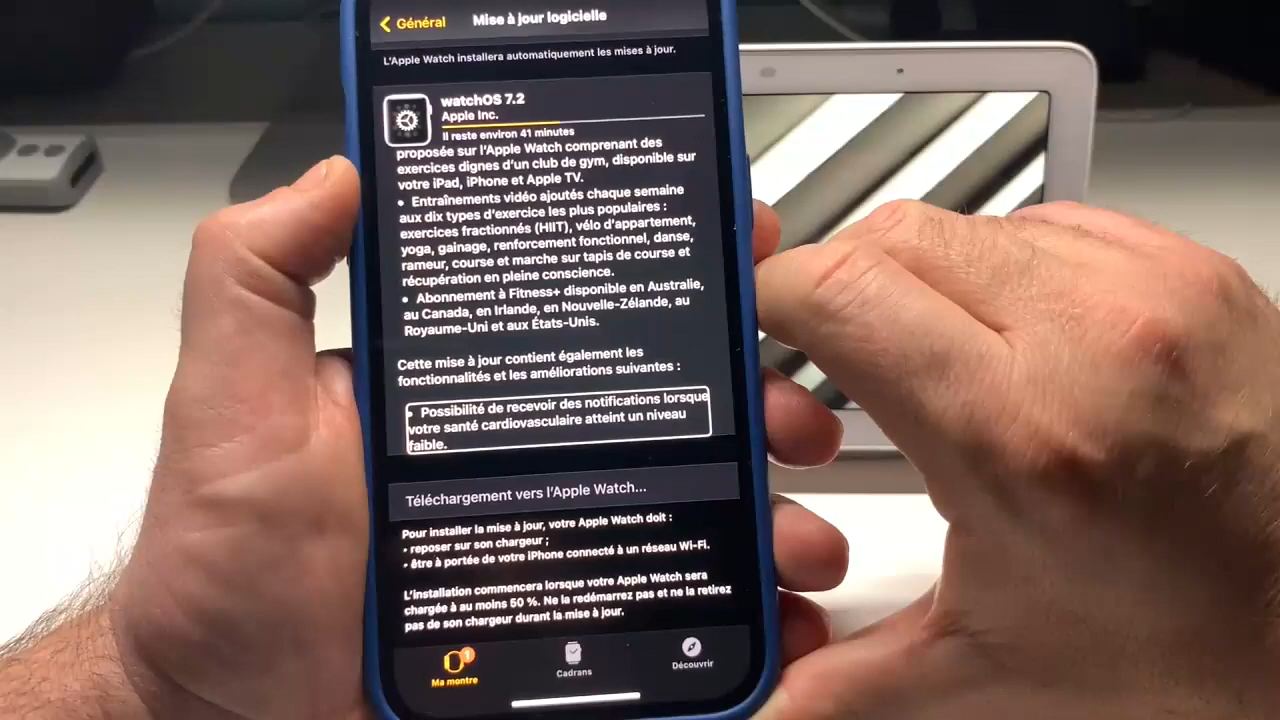 Général
Mise à jour logicielle
L'Apple Watch installera automatiquement les mises à jour.
watchOS 7.2
Apple Inc.
Il reste environ 41 minutes
proposée sur l'Apple Watch comprenant des
exercices dignes d'un club de gym, disponible sur
votre iPad, iPhone et Apple TV.
• Entraînements vidéo ajoutés chaque semaine
aux dix types d'exercice les plus populaires :
exercices fractionnés (HIIT), vélo d'appartement,
yoga, gainage, renforcement fonctionnel, danse,
rameur, course et marche sur tapis de course et
récupération en pleine conscience.
• Abonnement à Fitness+ disponible en Australie,
au Canada, en Irlande, en Nouvelle-Zélande, au
Royaume-Uni et aux États-Unis.
Cette mise à jour contient également les
fonctionnalités et les améliorations suivantes :
• Possibilité de recevoir des notifications lorsque
votre santé cardiovasculaire atteint un niveau
faible.
Téléchargement vers l'Apple Watch...
Pour installer la mise à jour, votre Apple Watch doit :
• reposer sur son chargeur ;
• être à portée de votre iPhone connecté à un réseau Wi-Fi.
L'installation commencera lorsque votre Apple Watch sera
chargée à au moins 50 %. Ne la redémarrez pas et ne la retirez
pas de son chargeur durant la mise à jour.
1
Ma montre
Cadrans
Découvrir